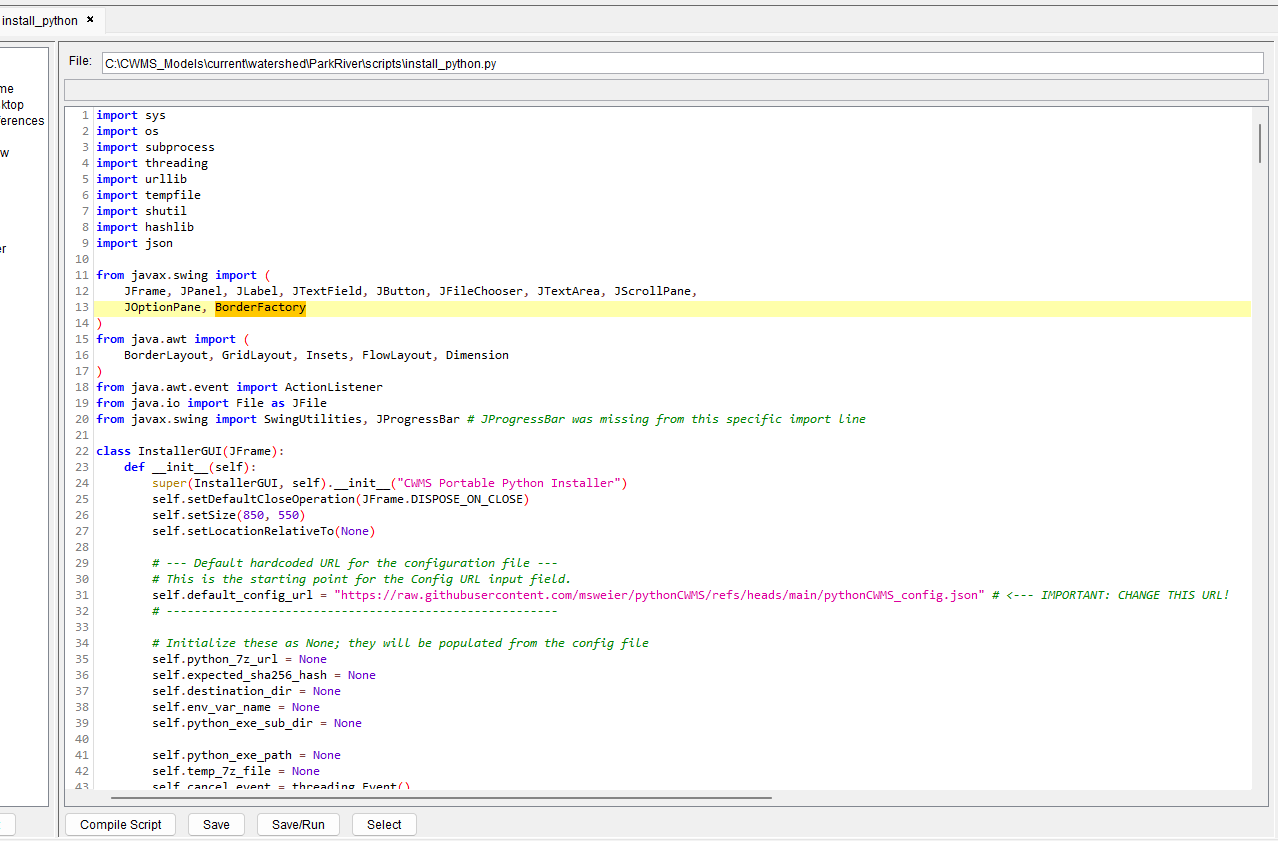 install_python ×
me
ktop
ferences
w
er
File: C:\CWMS_Models\current\watershed\ParkRiver\scripts\install_python.py
1 import sys
2 import os
3 import subprocess
4 import threading
5 import urllib
6 import tempfile
7 import shutil
8 import hashlib
9 import json
10
11 from javax.swing import (
12     JFrame, JPanel, JLabel, JTextField, JButton, JFileChooser, JTextArea, JScrollPane,
13     JOptionPane, BorderFactory
14 )
15 from java.awt import (
16     BorderLayout, GridLayout, Insets, FlowLayout, Dimension
17 )
18 from java.awt.event import ActionListener
19 from java.io import File as JFile
20 from javax.swing import SwingUtilities, JProgressBar # JProgressBar was missing from this specific import line
21
22 class InstallerGUI(JFrame):
23     def __init__(self):
24         super(InstallerGUI, self).__init__("CWMS Portable Python Installer")
25         self.setDefaultCloseOperation(JFrame.DISPOSE_ON_CLOSE)
26         self.setSize(850, 550)
27         self.setLocationRelativeTo(None)
28
29         # --- Default hardcoded URL for the configuration file ---
30         # This is the starting point for the Config URL input field.
31         self.default_config_url = "https://raw.githubusercontent.com/msweier/pythonCWMS/refs/heads/main/pythonCWMS_config.json" # <--- IMPORTANT: CHANGE THIS URL!
32         # --------------------------------------------------------
33
34         # Initialize these as None; they will be populated from the config file
35         self.python_7z_url = None
36         self.expected_sha256_hash = None
37         self.destination_dir = None
38         self.env_var_name = None
39         self.python_exe_sub_dir = None
40
41         self.python_exe_path = None
42         self.temp_7z_file = None
43         self.cancel_event = threading.Event()
Compile Script Save Save/Run Select